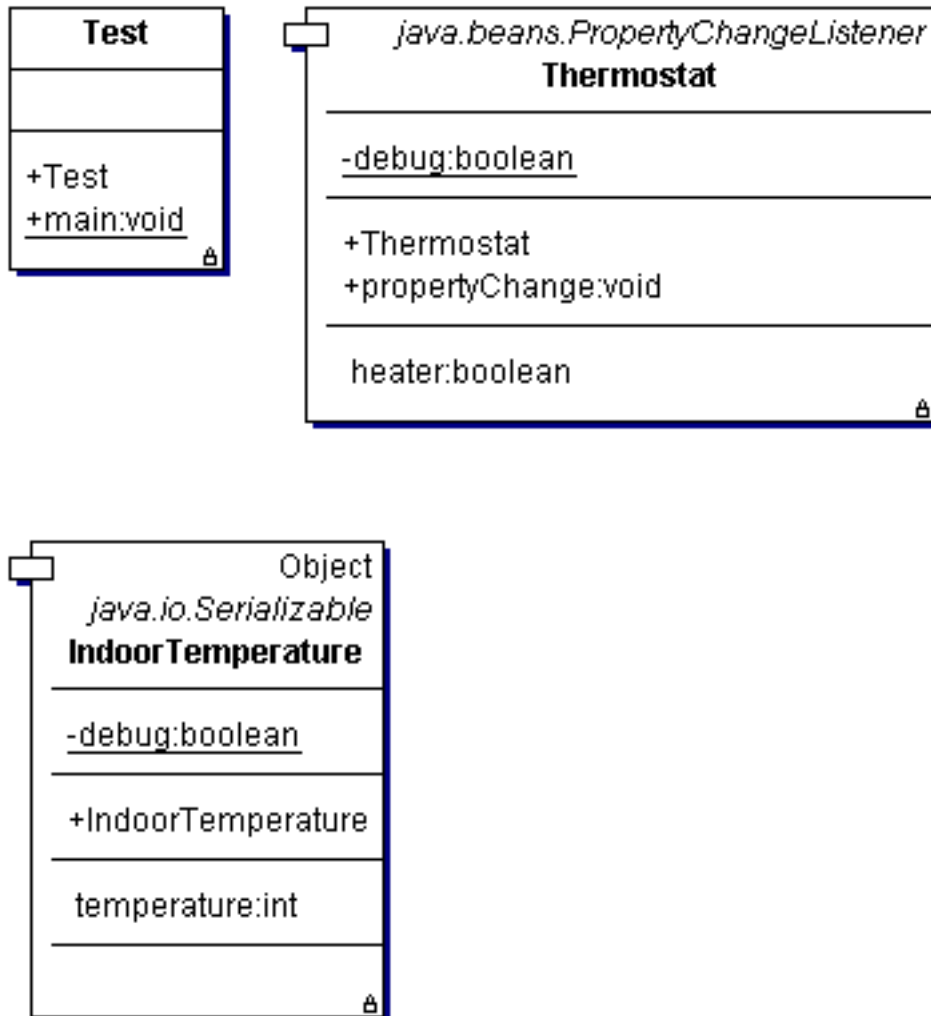 Test
+Test
+main:void
java.beans.PropertyChangeListener
Thermostat
-debug:boolean
+Thermostat
+propertyChange:void
heater:boolean
Object
java.io.Serializable
IndoorTemperature
-debug:boolean
+IndoorTemperature
temperature:int